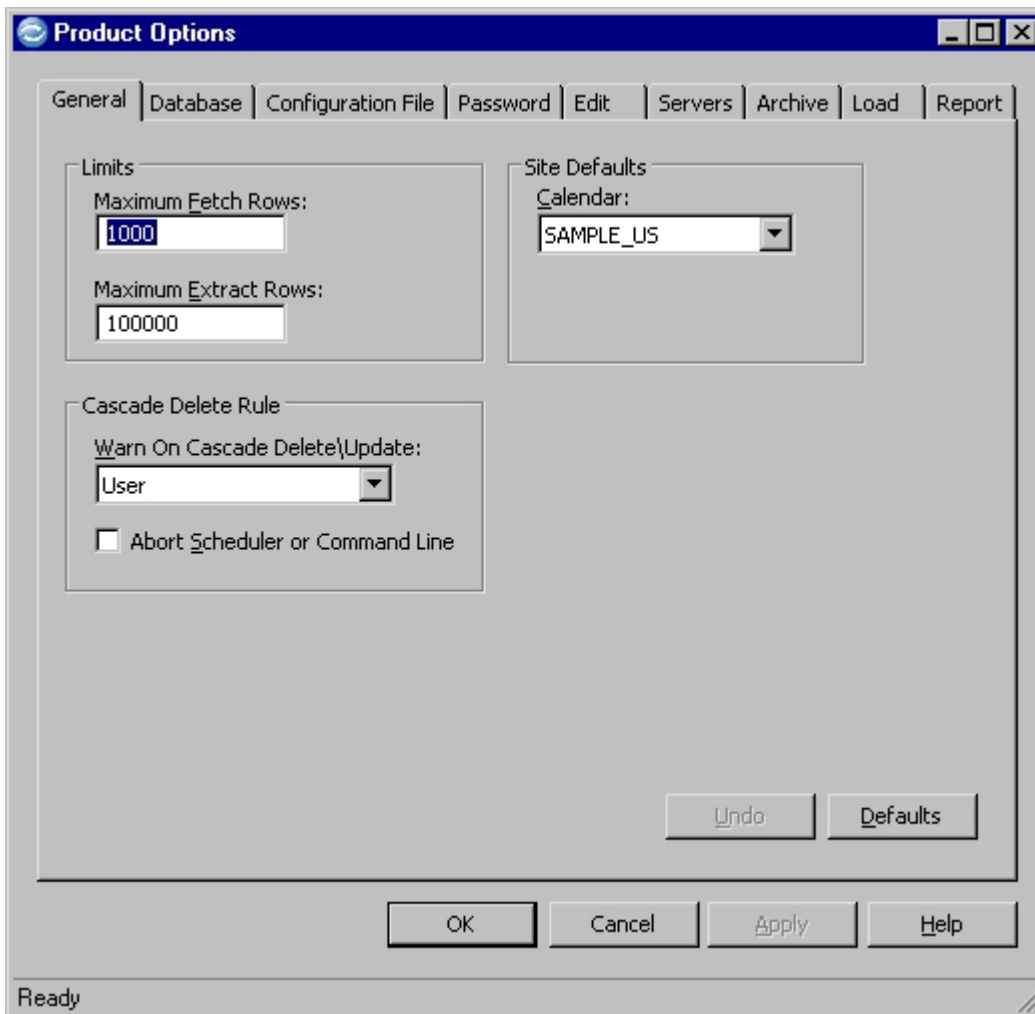 Product Options
General Database Configuration File Password Edit Servers Archive Load Report
Limits
Maximum Fetch Rows:
1000
Maximum Extract Rows:
100000
Site Defaults
Calendar:
SAMPLE_US
Cascade Delete Rule
Warn On Cascade Delete\Update:
User
Abort Scheduler or Command Line
Undo Defaults
OK Cancel Apply Help
Ready